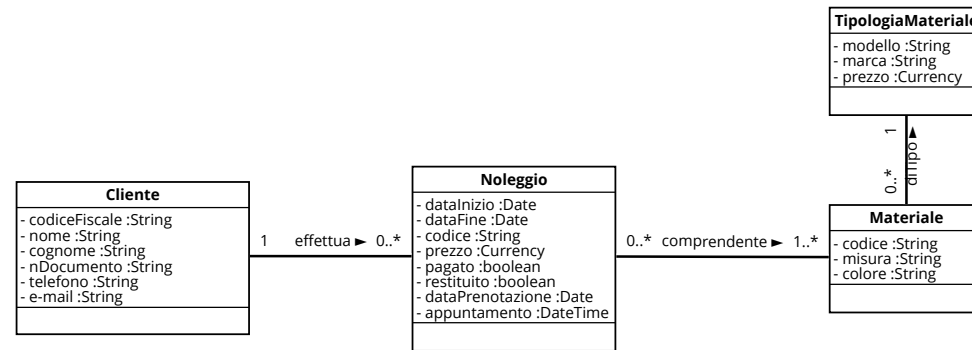 TipologiaMateriale
- modello :String
- marca :String
- prezzo :Currency
1
di tipo ►
0..*
Cliente
- codiceFiscale :String
- nome :String
- cognome :String
- nDocumento :String
- telefono :String
- e-mail :String
1 effettua ► 0..*
Noleggio
- dataInizio :Date
- dataFine :Date
- codice :String
- prezzo :Currency
- pagato :boolean
- restituito :boolean
- dataPrenotazione :Date
- appuntamento :DateTime
0..* comprendente ► 1..*
Materiale
- codice :String
- misura :String
- colore :String